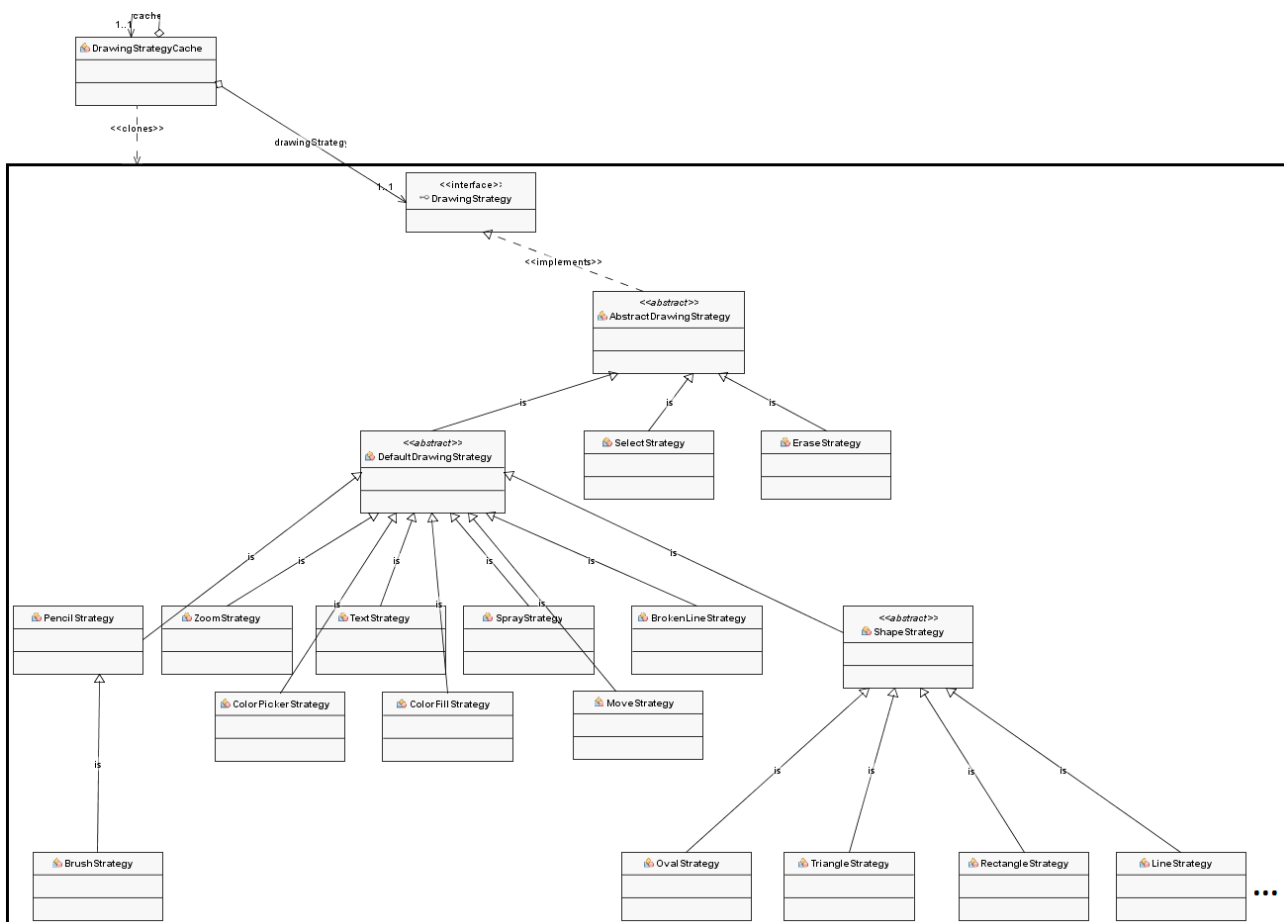 cache
1..1
DrawingStrategyCache
<<clones>>
drawingStrategy
1..1
<<interface>>
DrawingStrategy
<<implements>>
<<abstract>>
AbstractDrawingStrategy
is
is
is
<<abstract>>
DefaultDrawingStrategy
SelectStrategy
EraseStrategy
is
is
is
is
is
is
is
is
is
PencilStrategy
ZoomStrategy
TextStrategy
SprayStrategy
BrokenLineStrategy
<<abstract>>
ShapeStrategy
ColorPickerStrategy
ColorFillStrategy
MoveStrategy
is
is
is
is
is
BrushStrategy
OvalStrategy
TriangleStrategy
RectangleStrategy
LineStrategy
...